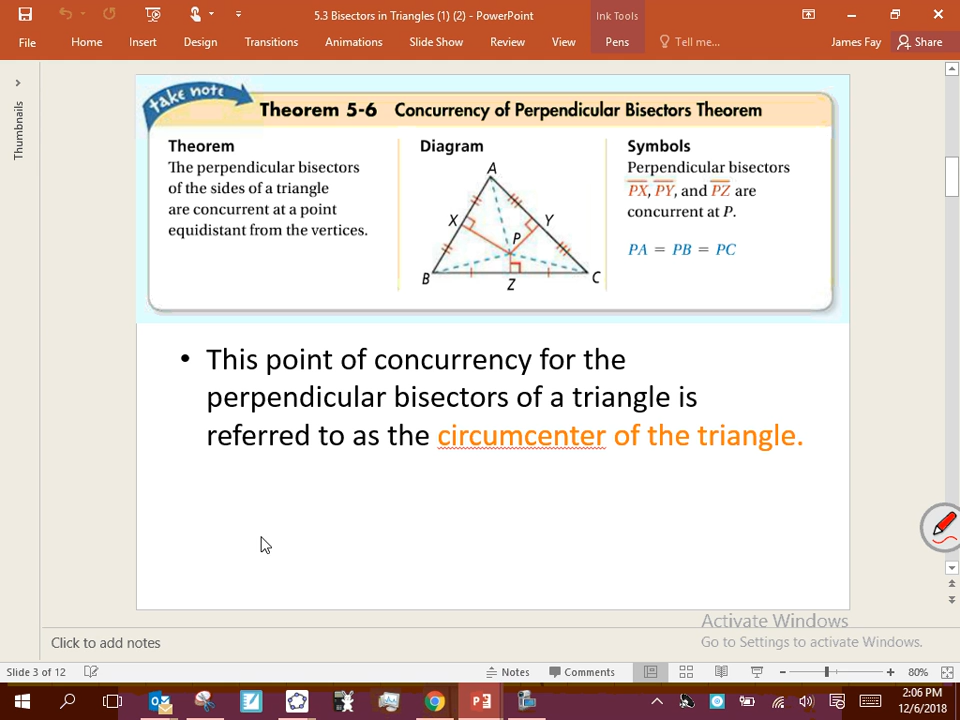 5.3 Bisectors in Triangles (1) (2) - PowerPoint
Ink Tools
File Home Insert Design Transitions Animations Slide Show Review View Pens Tell me... James Fay Share
Thumbnails
take note
Theorem 5-6 Concurrency of Perpendicular Bisectors Theorem
Theorem
The perpendicular bisectors
of the sides of a triangle
are concurrent at a point
equidistant from the vertices.
Diagram
A
X
Y
P
B
Z
C
Symbols
Perpendicular bisectors
PX, PY, and PZ are
concurrent at P.
PA = PB = PC
• This point of concurrency for the
perpendicular bisectors of a triangle is
referred to as the circumcenter of the triangle.
Activate Windows
Go to Settings to activate Windows.
Click to add notes
Slide 3 of 12 Notes Comments 80%
2:06 PM
12/6/2018